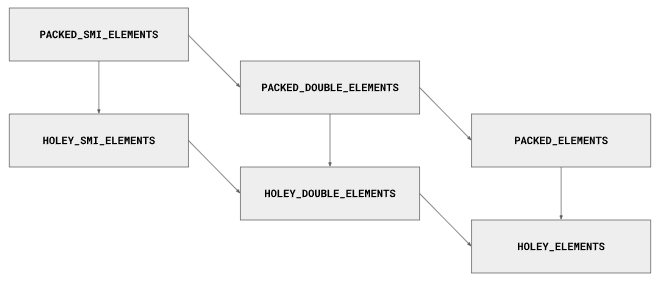 PACKED_SMI_ELEMENTS
PACKED_DOUBLE_ELEMENTS
HOLEY_SMI_ELEMENTS
PACKED_ELEMENTS
HOLEY_DOUBLE_ELEMENTS
HOLEY_ELEMENTS